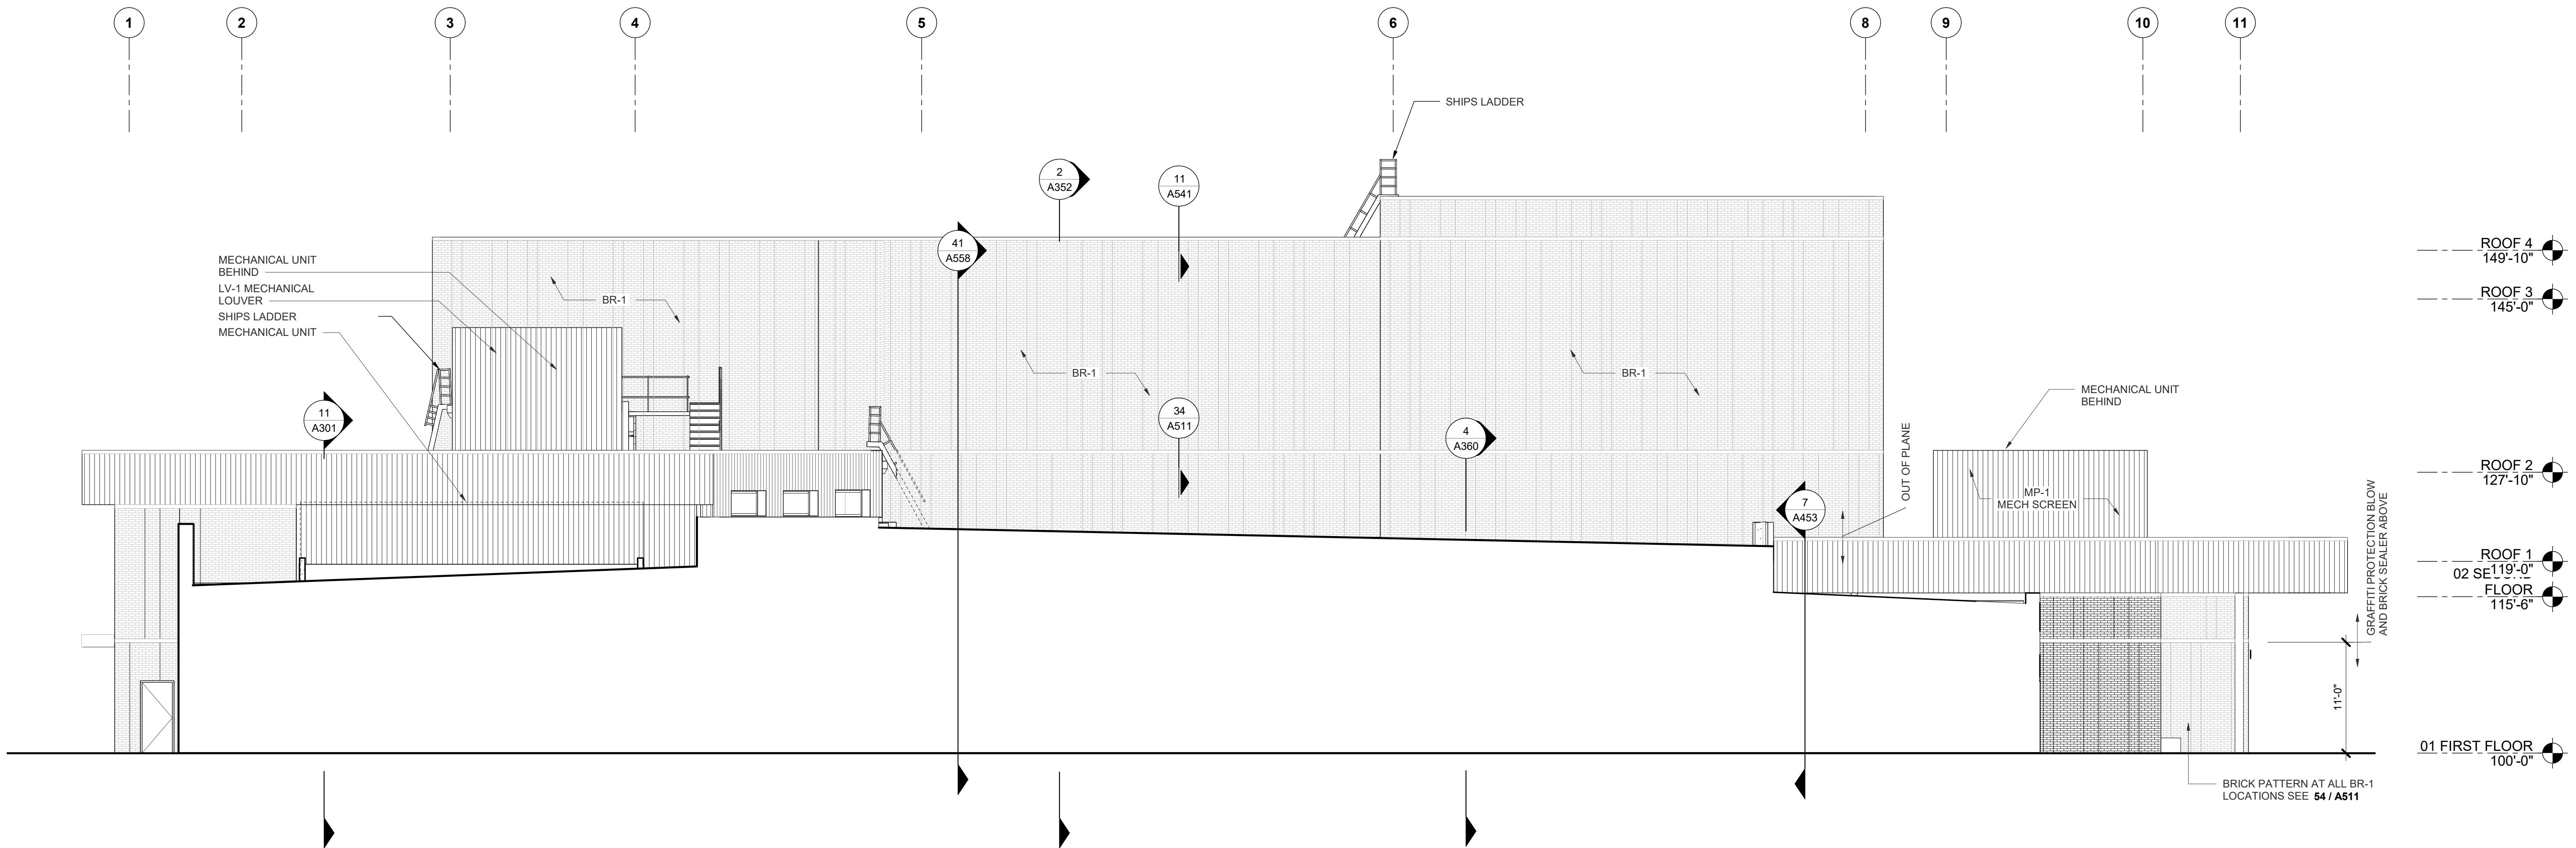 1
2
3
4
5
6
8
9
10
11
SHIPS LADDER
2
A352
11
A541
41
A558
ROOF 4
149'-10"
ROOF 3
145'-0"
MECHANICAL UNIT
BEHIND
LV-1 MECHANICAL
LOUVER
SHIPS LADDER
MECHANICAL UNIT
BR-1
BR-1
BR-1
11
A301
34
A511
4
A360
7
A453
OUT OF PLANE
MECHANICAL UNIT
BEHIND
MP-1
MECH SCREEN
ROOF 2
127'-10"
GRAFFITI PROTECTION BLOW
AND BRICK SEALER ABOVE
ROOF 1
119'-0"
02
FLOOR
115'-6"
11'-0"
01 FIRST FLOOR
100'-0"
BRICK PATTERN AT ALL BR-1
LOCATIONS SEE 54 / A511